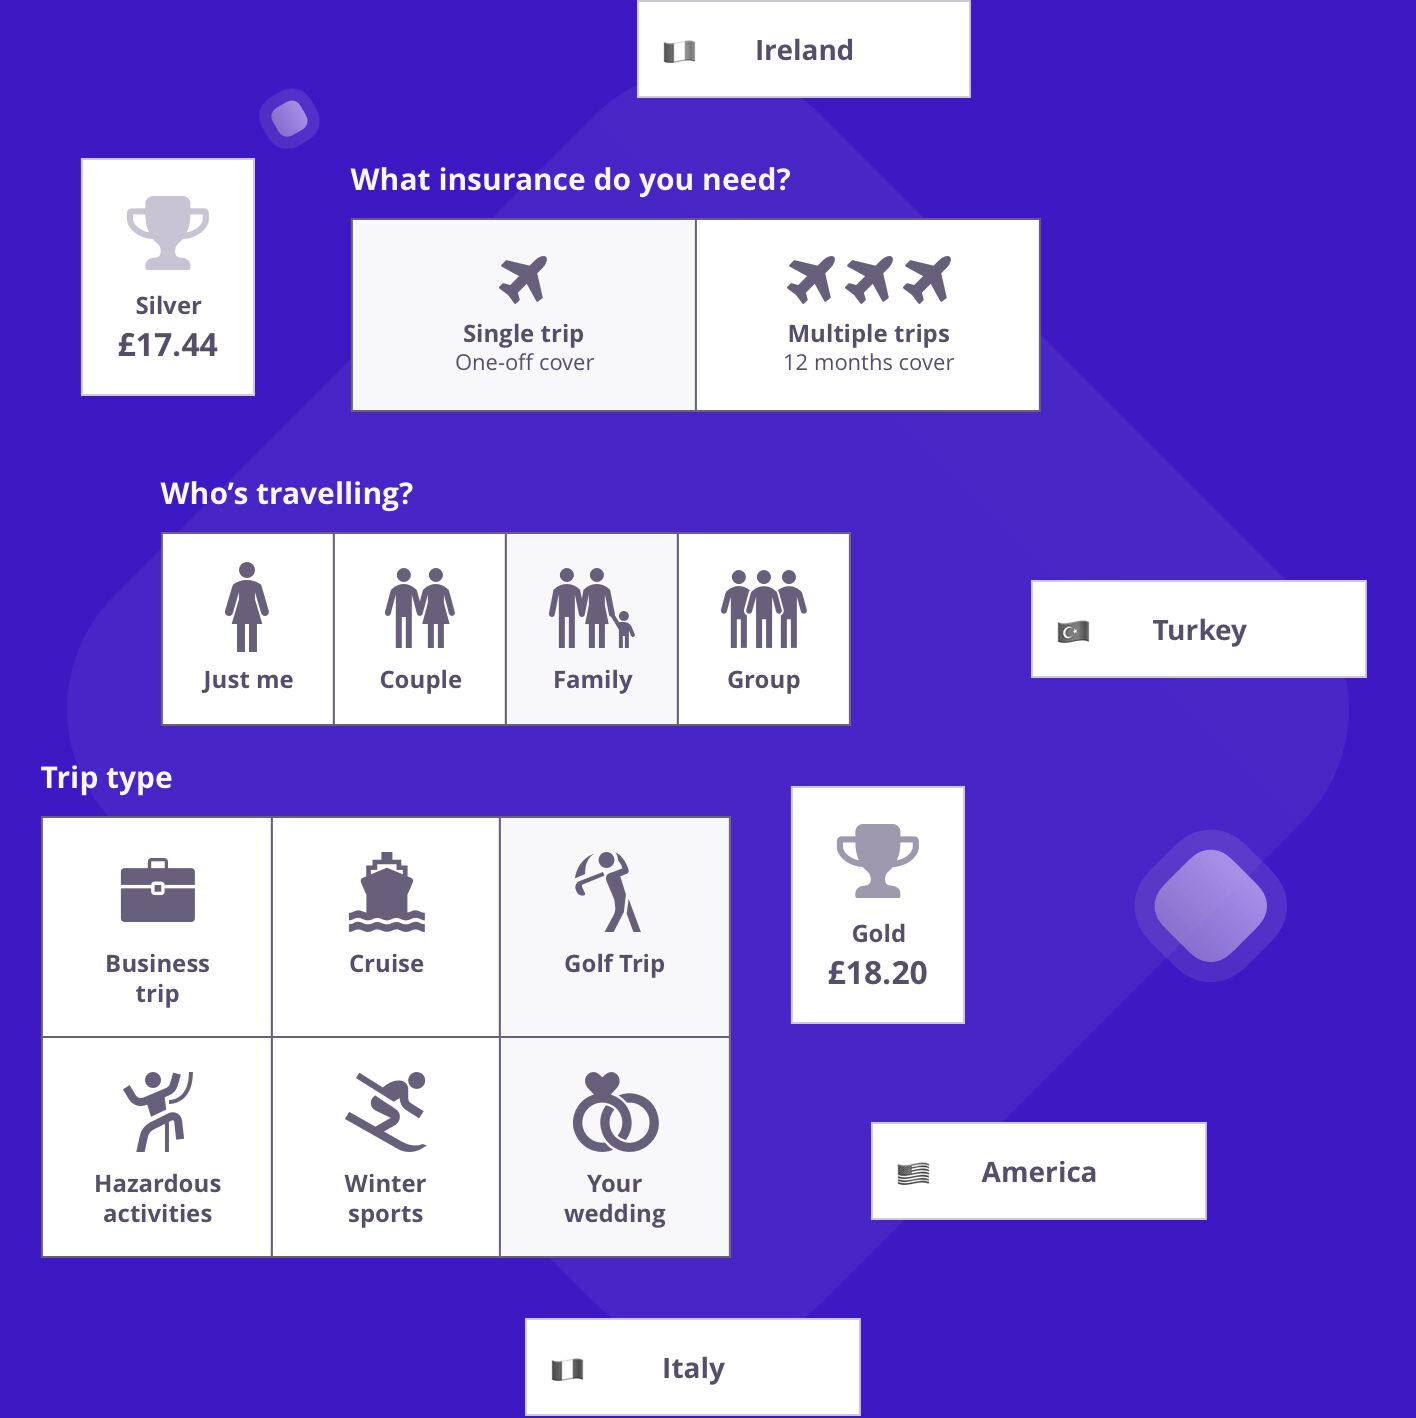 Ireland
What insurance do you need?
Silver
£17.44
Single trip
One-off cover
Multiple trips
12 months cover
Who’s travelling?
Just me
Couple
Family
Group
Turkey
Trip type
Business
trip
Cruise
Golf Trip
Gold
£18.20
Hazardous
activities
Winter
sports
Your
wedding
America
Italy